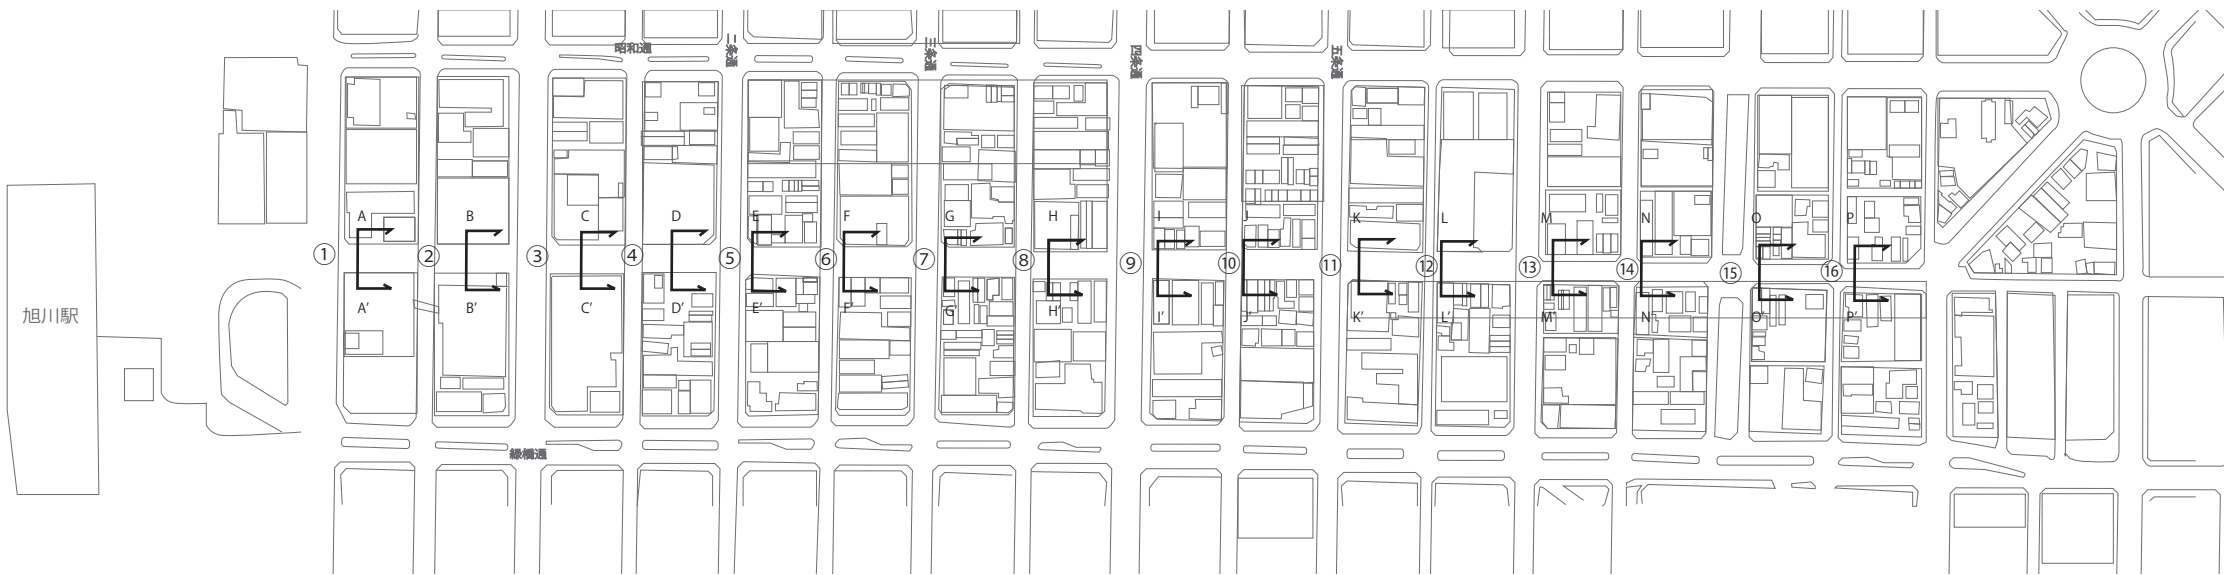 昭和通
二条通
三条通
四条通
五条通
A B C D E F G H I J K L M N O P
① ② ③ ④ ⑤ ⑥ ⑦ ⑧ ⑨ ⑩ ⑪ ⑫ ⑬ ⑭ ⑮ ⑯
旭川駅
A’ B’ C’ D’ E’ F’ G’ H’ I’ J’ K’ L’ M’ N’ O’ P’
緑橋通